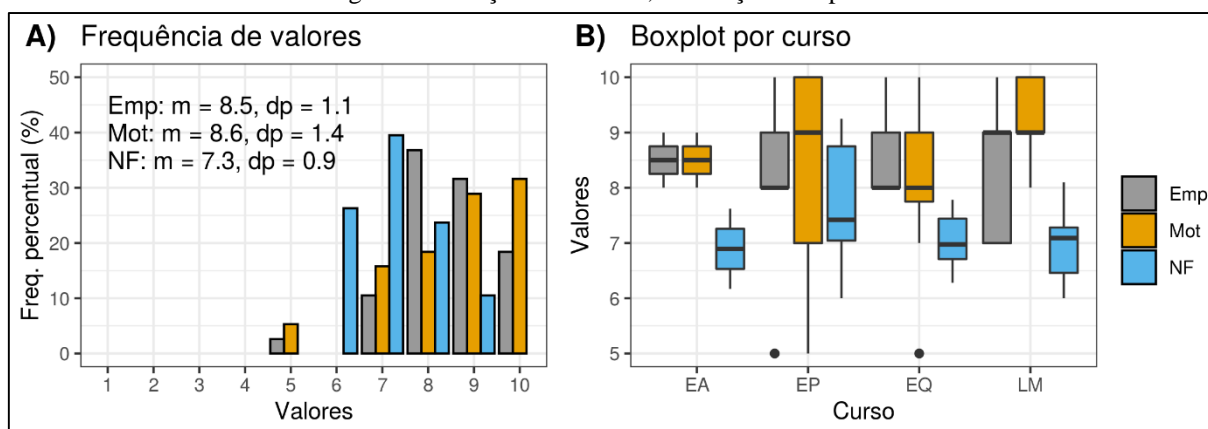 A) Frequência de valores
Freq. percentual (%)
50
40
30
20
10
0
Emp: m = 8.5, dp = 1.1
Mot: m = 8.6, dp = 1.4
NF: m = 7.3, dp = 0.9
1 2 3 4 5 6 7 8 9 10
Valores
B) Boxplot por curso
Valores
10
9
8
7
6
5
EA EP EQ LM
Curso
Emp
Mot
NF